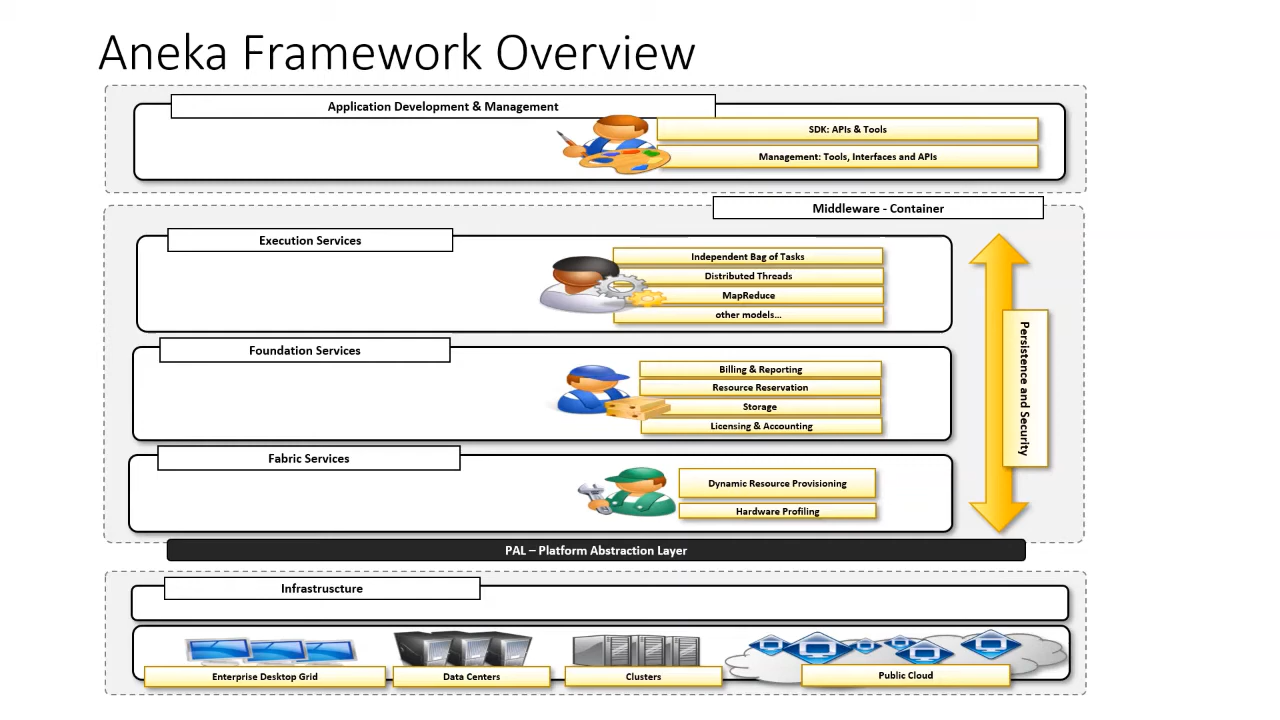 Aneka Framework Overview
Application Development & Management
SDK: APIs & Tools
Management: Tools, Interfaces and APIs
Middleware - Container
Execution Services
Independent Bag of Tasks
Distributed Threads
MapReduce
other models...
Foundation Services
Billing & Reporting
Resource Reservation
Storage
Licensing & Accounting
Persistence and Security
Fabric Services
Dynamic Resource Provisioning
Hardware Profiling
PAL – Platform Abstraction Layer
Infrastrructure
Enterprise Desktop Grid
Data Centers
Clusters
Public Cloud